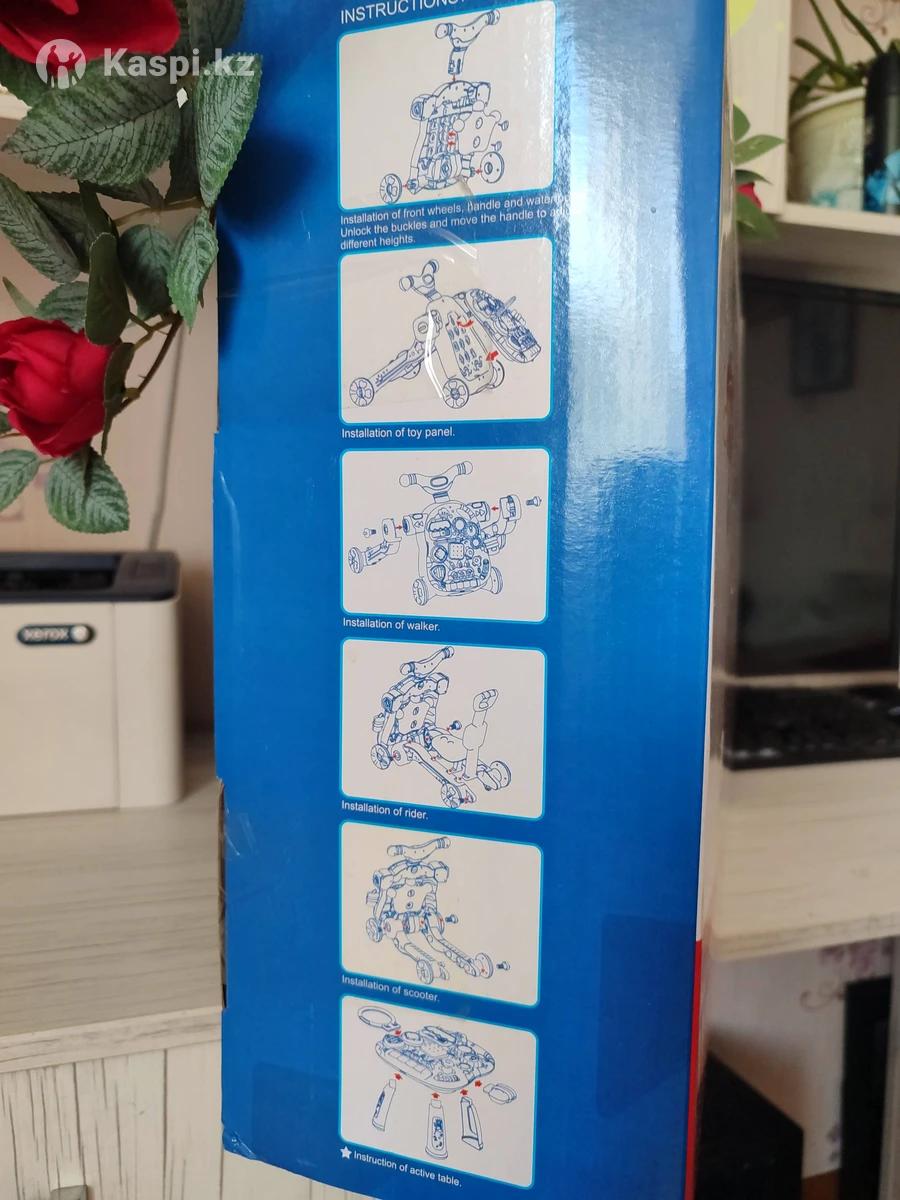 Kaspi.kz
INSTRUCTIONS
Installation of front wheels, handle and water
Unlock the buckles and move the handle to
different heights.
Installation of toy panel.
Installation of walker.
xerox
Installation of rider.
Installation of scooter.
Instruction of active table.